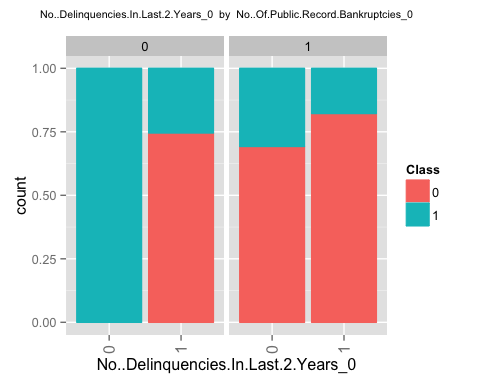 No..Delinquencies.In.Last.2.Years_0 by No..Of.Public.Record.Bankruptcies_0
0 1
1.00
0.75
0.50
0.25
0.00
count
0 1 0 1
No..Delinquencies.In.Last.2.Years_0
Class
0
1